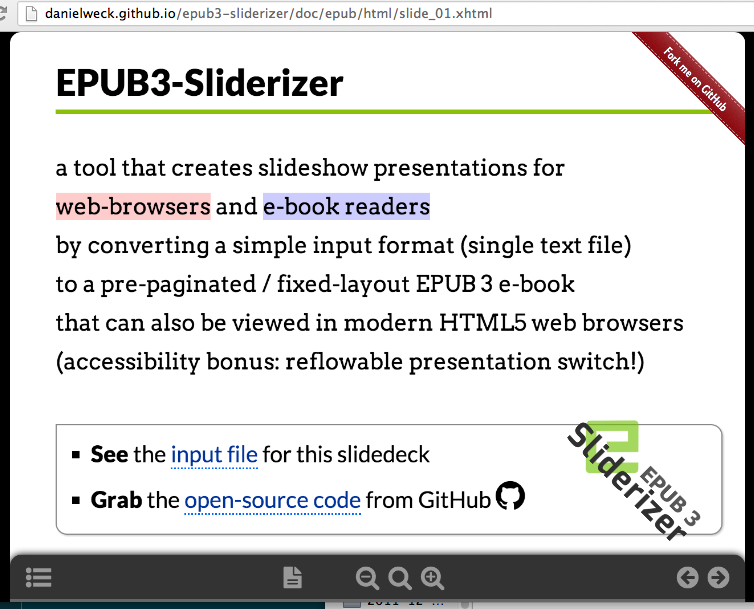 danielweck.github.io/epub3-sliderizer/doc/epub/html/slide_01.xhtml
Fork me on GitHub
EPUB3-Sliderizer
a tool that creates slideshow presentations for
web-browsers and e-book readers
by converting a simple input format (single text file)
to a pre-paginated / fixed-layout EPUB 3 e-book
that can also be viewed in modern HTML5 web browsers
(accessibility bonus: reflowable presentation switch!)
▪ See the input file for this slidedeck
▪ Grab the open-source code from GitHub
Sliderizer
EPUB 3